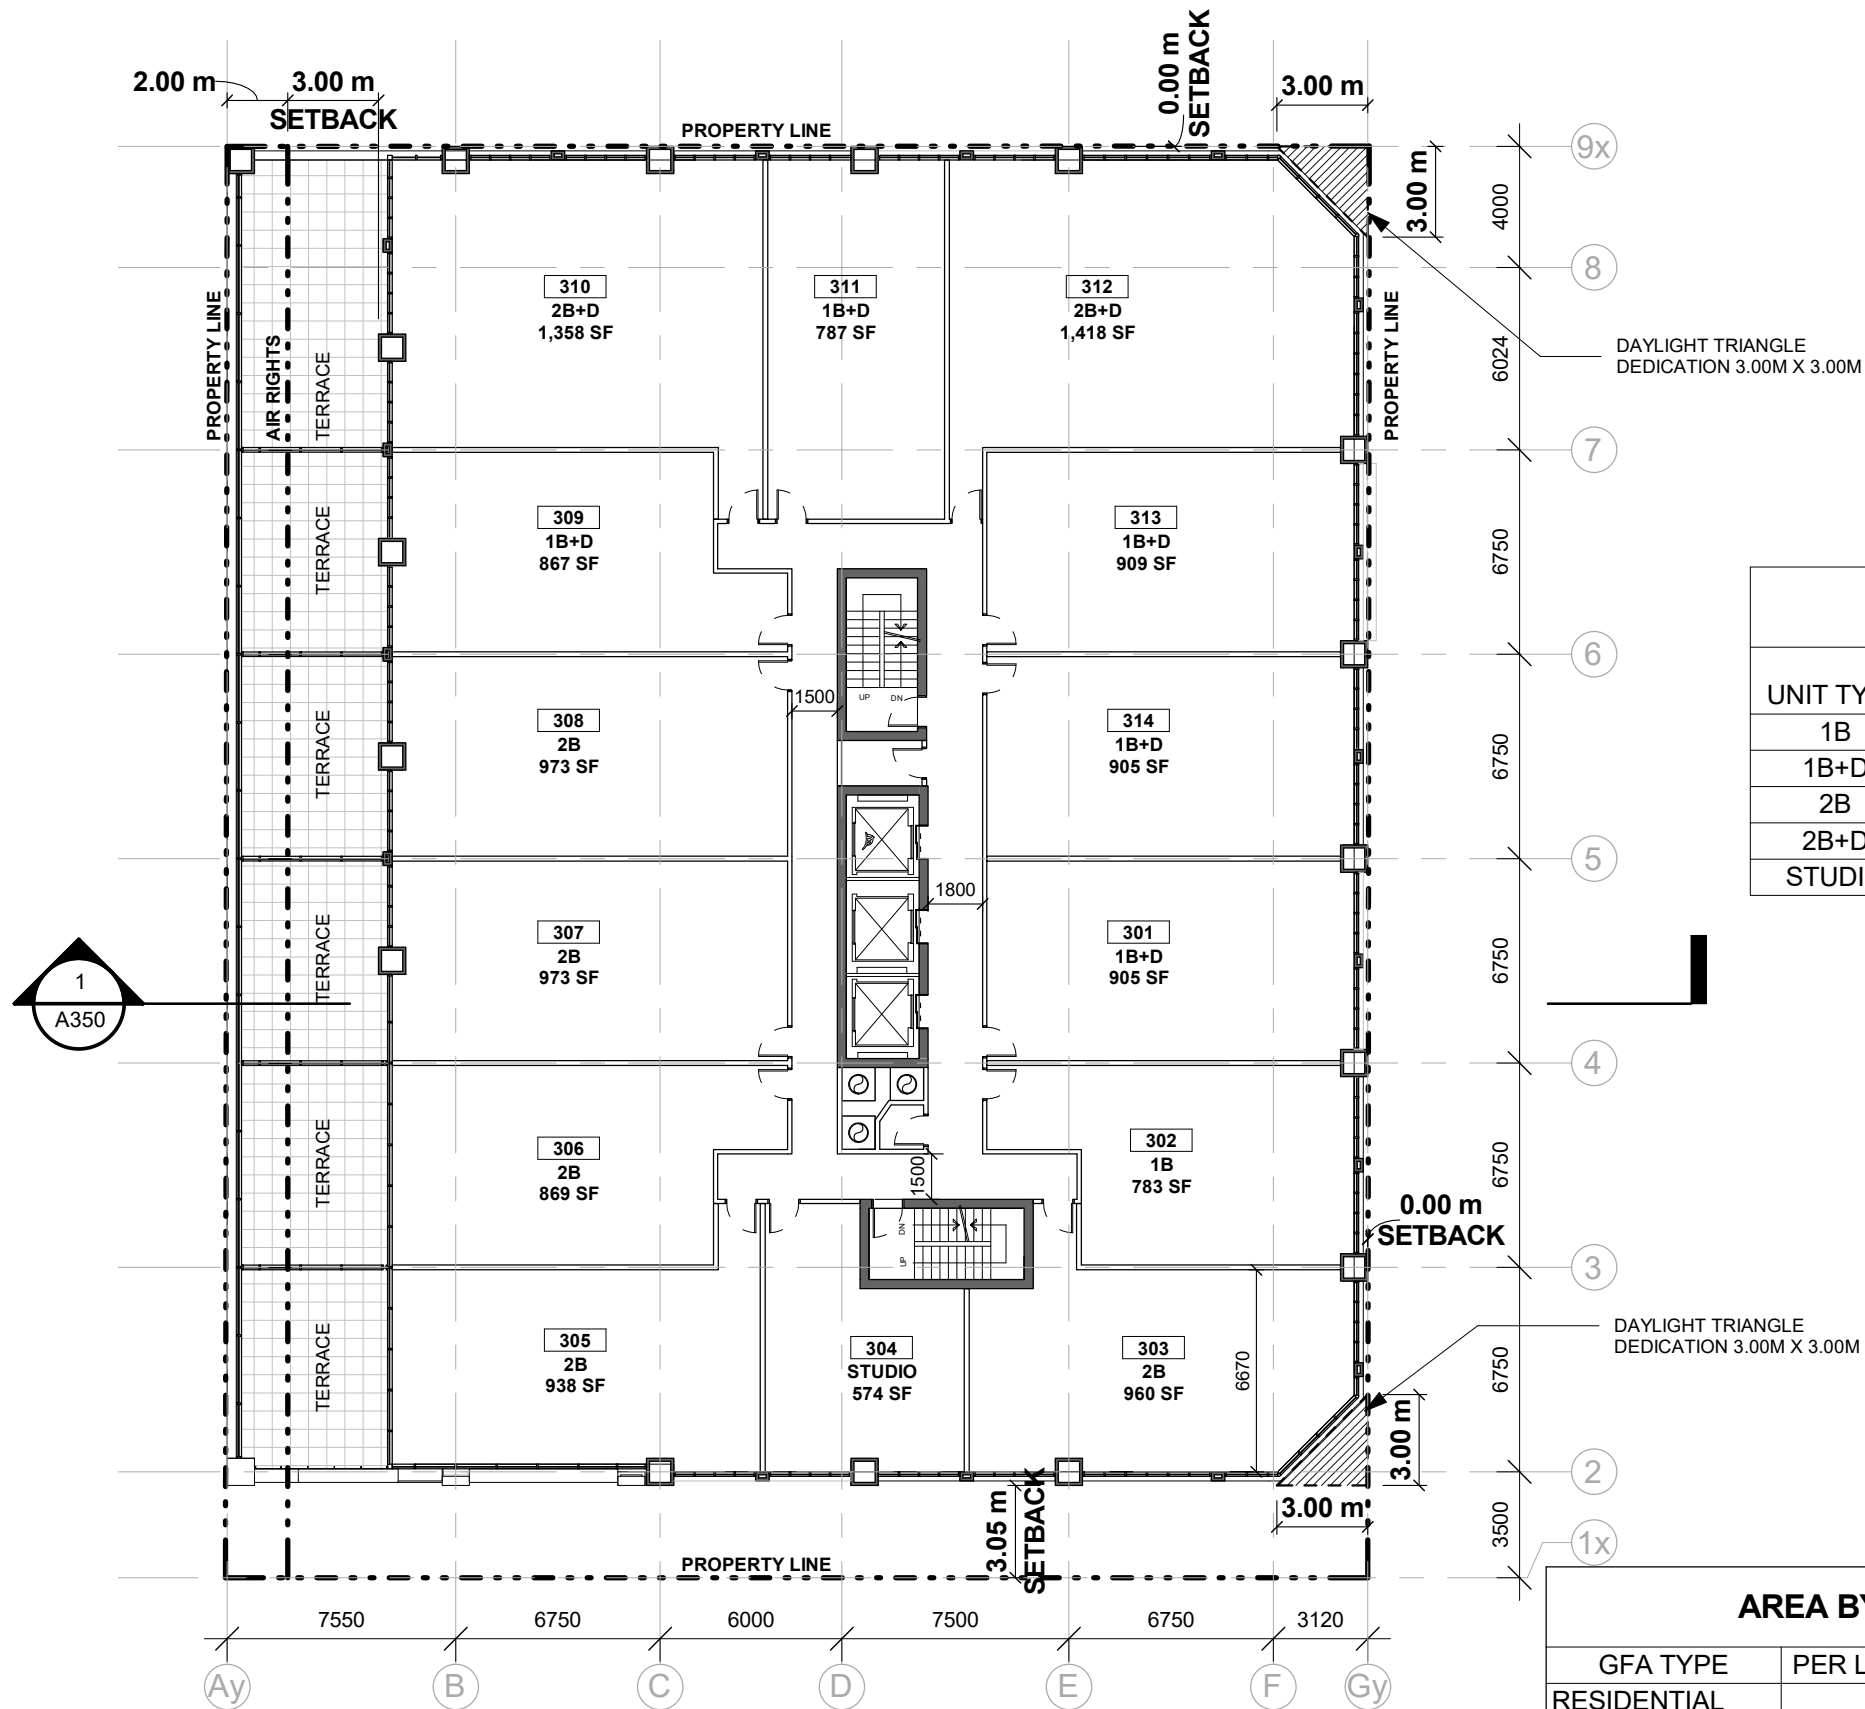 2.00 m
3.00 m
SETBACK
0.00 m
SETBACK
3.00 m
PROPERTY LINE
9x
3.00 m
4000
8
310
2B+D
1,358 SF
311
1B+D
787 SF
312
2B+D
1,418 SF
PROPERTY LINE
AIR RIGHTS
TERRACE
PROPERTY LINE
6024
DAYLIGHT TRIANGLE
DEDICATION 3.00M X 3.00M
7
309
1B+D
867 SF
313
1B+D
909 SF
TERRACE
6750
6
UP
DN
1500
308
2B
973 SF
314
1B+D
905 SF
TERRACE
6750
UNIT TY
1B
1B+D
2B
2B+D
STUDI
5
1800
307
2B
973 SF
301
1B+D
905 SF
TERRACE
6750
1
A350
4
306
2B
869 SF
302
1B
783 SF
TERRACE
1500
6750
0.00 m
SETBACK
DN
UP
3
305
2B
938 SF
304
STUDIO
574 SF
303
2B
960 SF
TERRACE
6670
6750
DAYLIGHT TRIANGLE
DEDICATION 3.00M X 3.00M
3.00 m
2
3.00 m
3.05 m
SETBACK
3500
1x
PROPERTY LINE
7550
6750
6000
7500
6750
3120
Ay
B
C
D
E
F
Gy
AREA BY
GFA TYPE
PER L
RESIDENTIAL